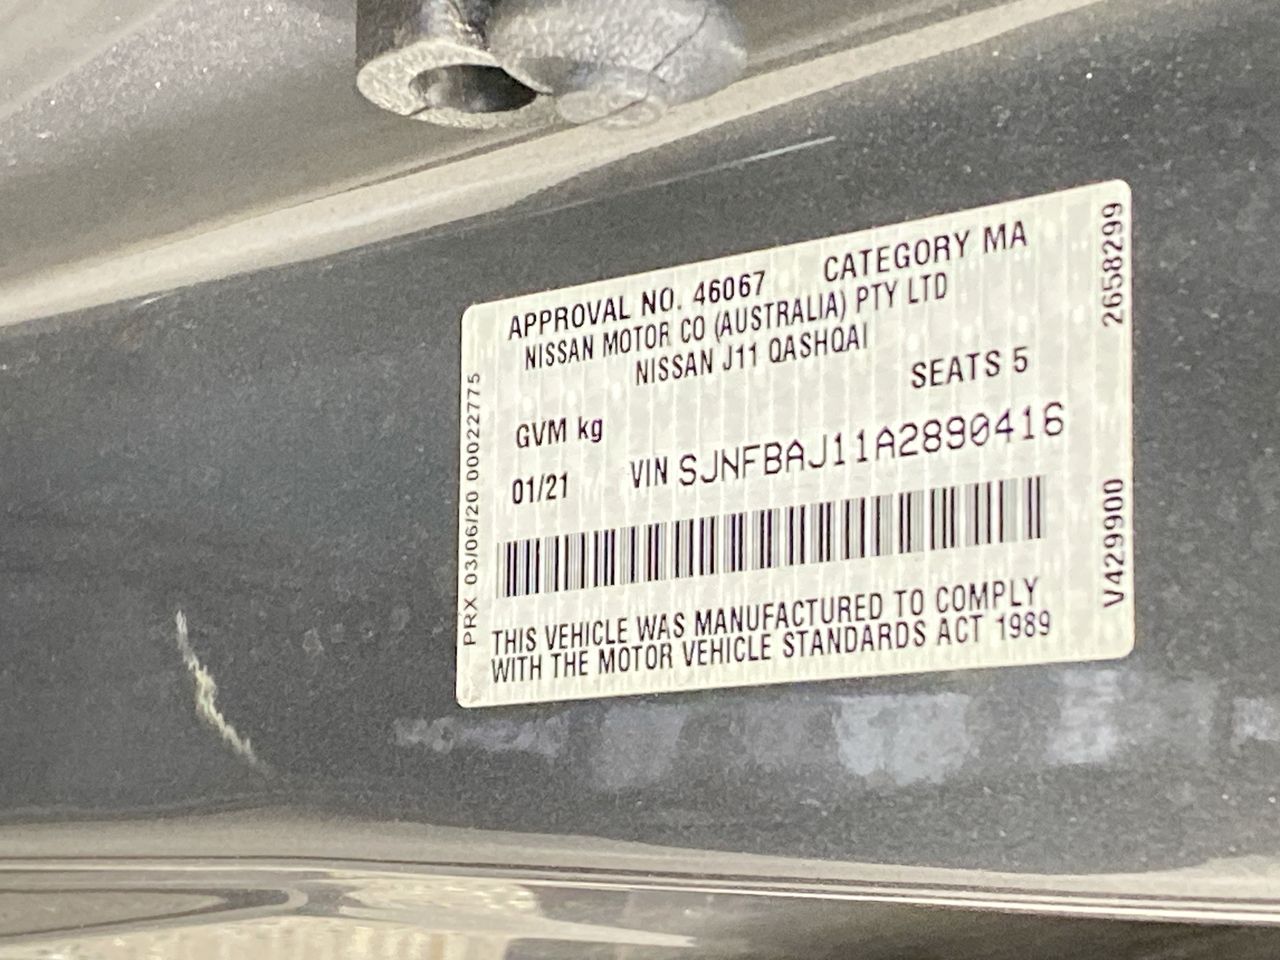 APPROVAL NO. 46067 CATEGORY MA
NISSAN MOTOR CO (AUSTRALIA) PTY LTD
NISSAN J11 QASHQAI
SEATS 5
GVM kg
01/21 VIN SJNFBAJ11A2890416
THIS VEHICLE WAS MANUFACTURED TO COMPLY
WITH THE MOTOR VEHICLE STANDARDS ACT 1989
PRX 03/06/20 00022775
2658299
V429900